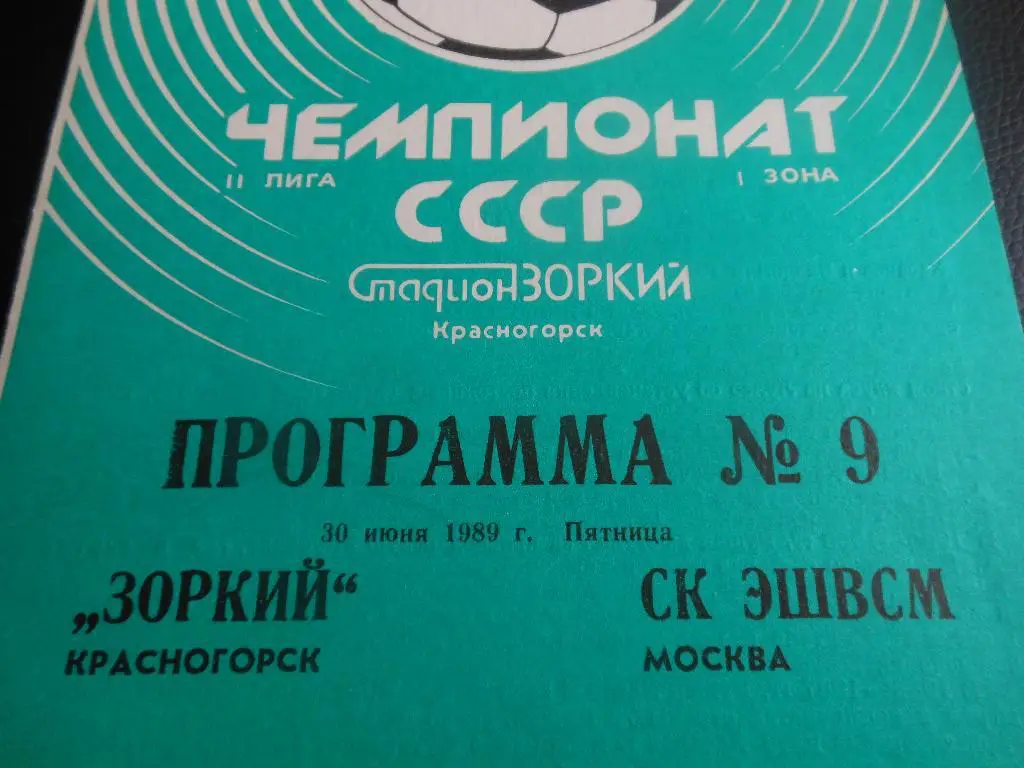 ЧЕМПИОНАТ
II ЛИГА I ЗОНА
СССР
Стадион ЗОРКИЙ
Красногорск
ПРОГРАММА № 9
30 июня 1989 г. Пятница
„ЗОРКИЙ“ СК ЭШВСМ
КРАСНОГОРСК МОСКВА